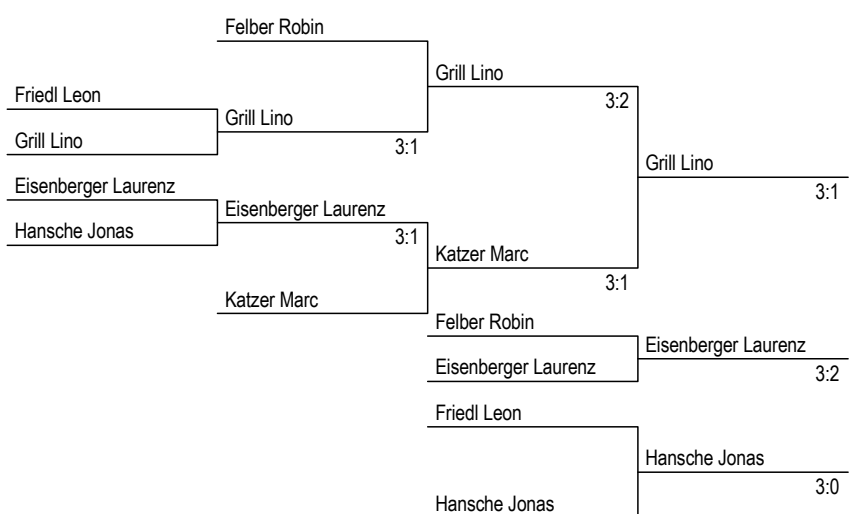 Felber Robin
Grill Lino
Friedl Leon
3:2
Grill Lino
Grill Lino
3:1
Grill Lino
Eisenberger Laurenz
3:1
Eisenberger Laurenz
Hansche Jonas
3:1
Katzer Marc
3:1
Katzer Marc
Felber Robin
Eisenberger Laurenz
Eisenberger Laurenz
3:2
Friedl Leon
Hansche Jonas
3:0
Hansche Jonas